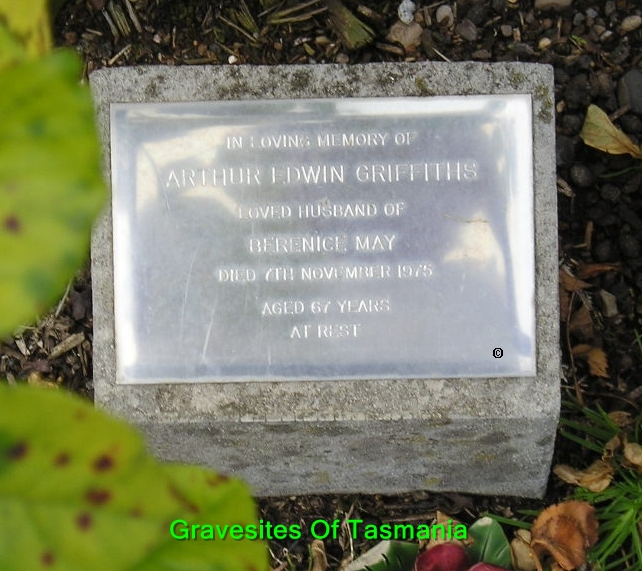 IN LOVING MEMORY OF
ARTHUR EDWIN GRIFFITHS
LOVED HUSBAND OF
BERENICE MAY
DIED 7TH NOVEMBER 1975
AGED 67 YEARS
AT REST
©
Gravesites Of Tasmania